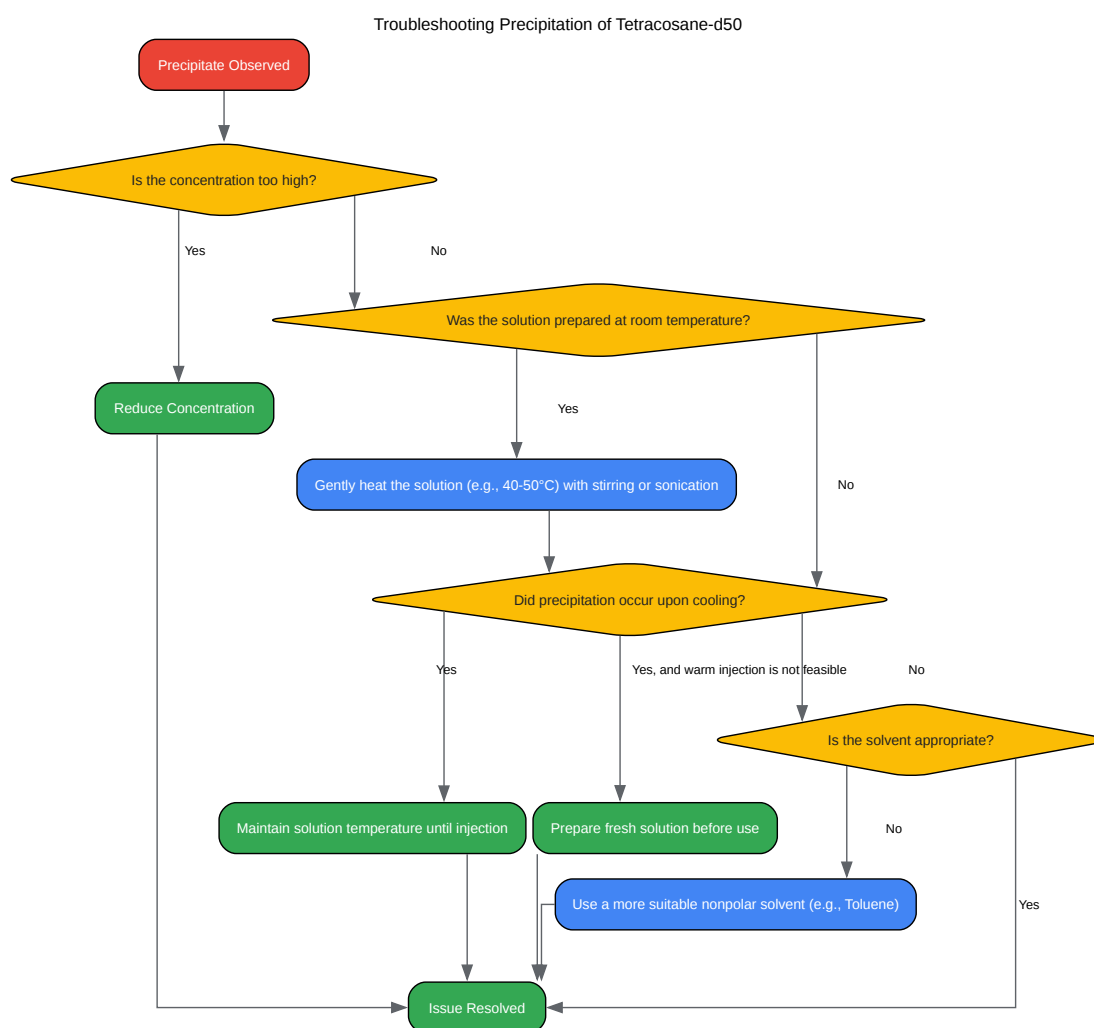 Troubleshooting Precipitation of Tetracosane-d50
Precipitate Observed
Is the concentration too high?
Yes
No
Was the solution prepared at room temperature?
Reduce Concentration
Yes
Gently heat the solution (e.g., 40-50°C) with stirring or sonication
No
Did precipitation occur upon cooling?
Yes
Yes, and warm injection is not feasible
No
Is the solvent appropriate?
Maintain solution temperature until injection
Prepare fresh solution before use
No
Use a more suitable nonpolar solvent (e.g., Toluene)
Yes
Issue Resolved